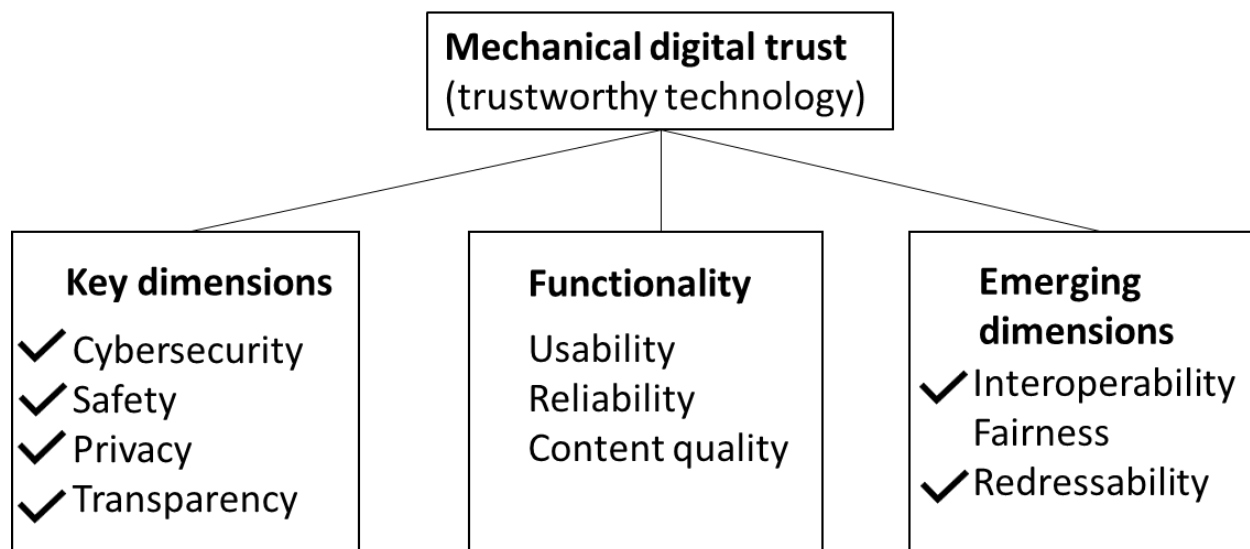 Mechanical digital trust
(trustworthy technology)
Key dimensions
Cybersecurity
Safety
Privacy
Transparency
Functionality
Usability
Reliability
Content quality
Emerging
dimensions
Interoperability
Fairness
Redressability